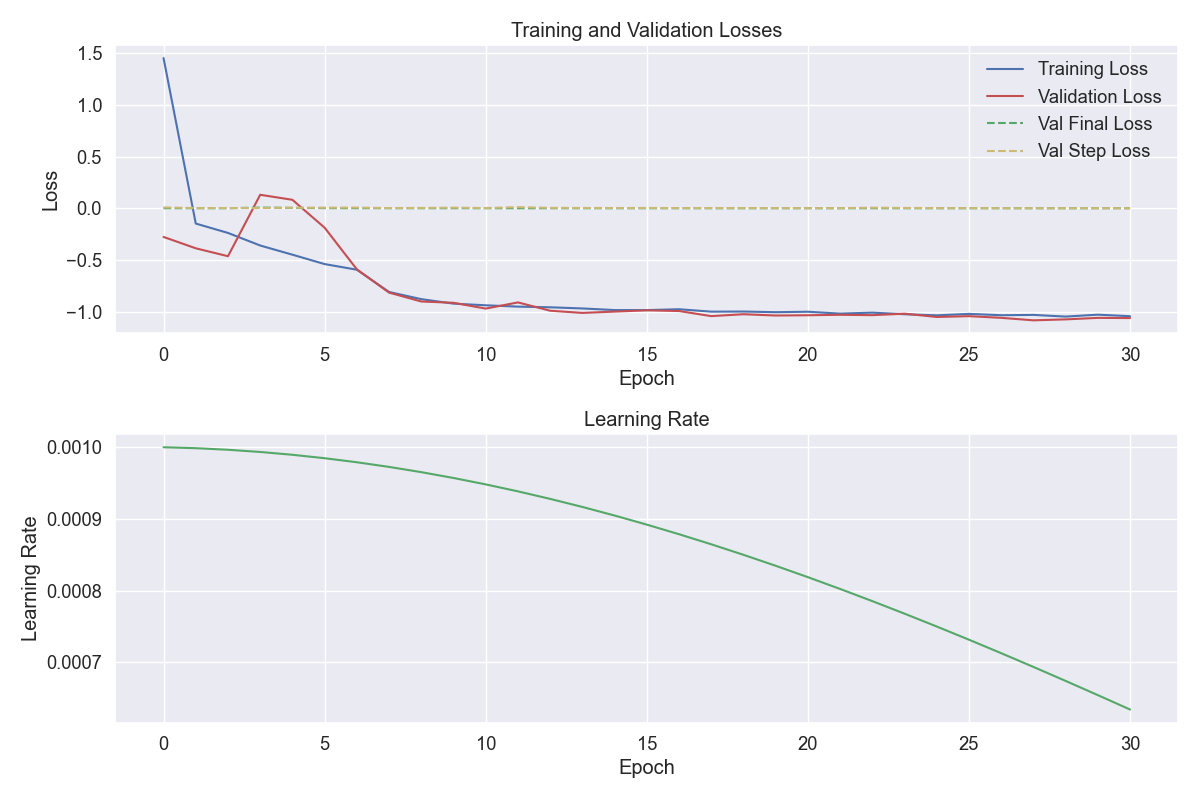 Training and Validation Losses
1.5
1.0
0.5
0.0
−0.5
−1.0
Loss
Training Loss
Validation Loss
Val Final Loss
Val Step Loss
0 5 10 15 20 25 30
Epoch
Learning Rate
0.0010
0.0009
0.0008
0.0007
Learning Rate
0 5 10 15 20 25 30
Epoch